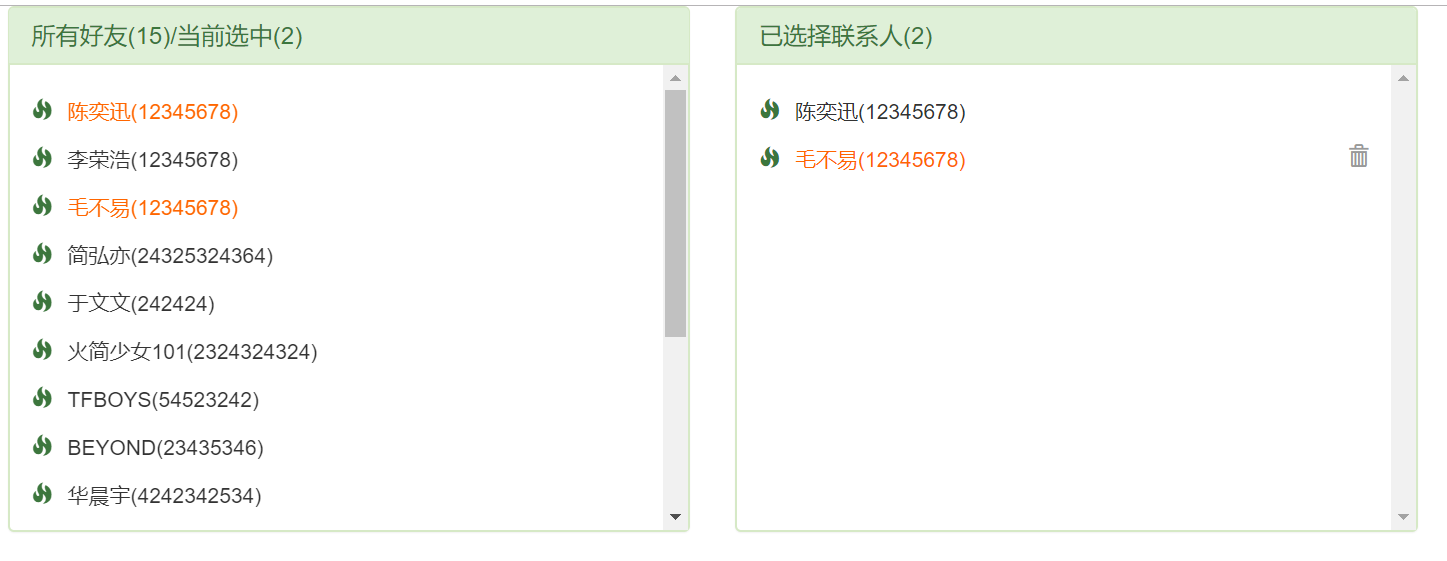 所有好友(15)/当前选中(2)
陈奕迅(12345678)
李荣浩(12345678)
毛不易(12345678)
简弘亦(24325324364)
于文文(242424)
火简少女101(2324324324)
TFBOYS(54523242)
BEYOND(23435346)
华晨宇(4242342534)
已选择联系人(2)
陈奕迅(12345678)
毛不易(12345678)